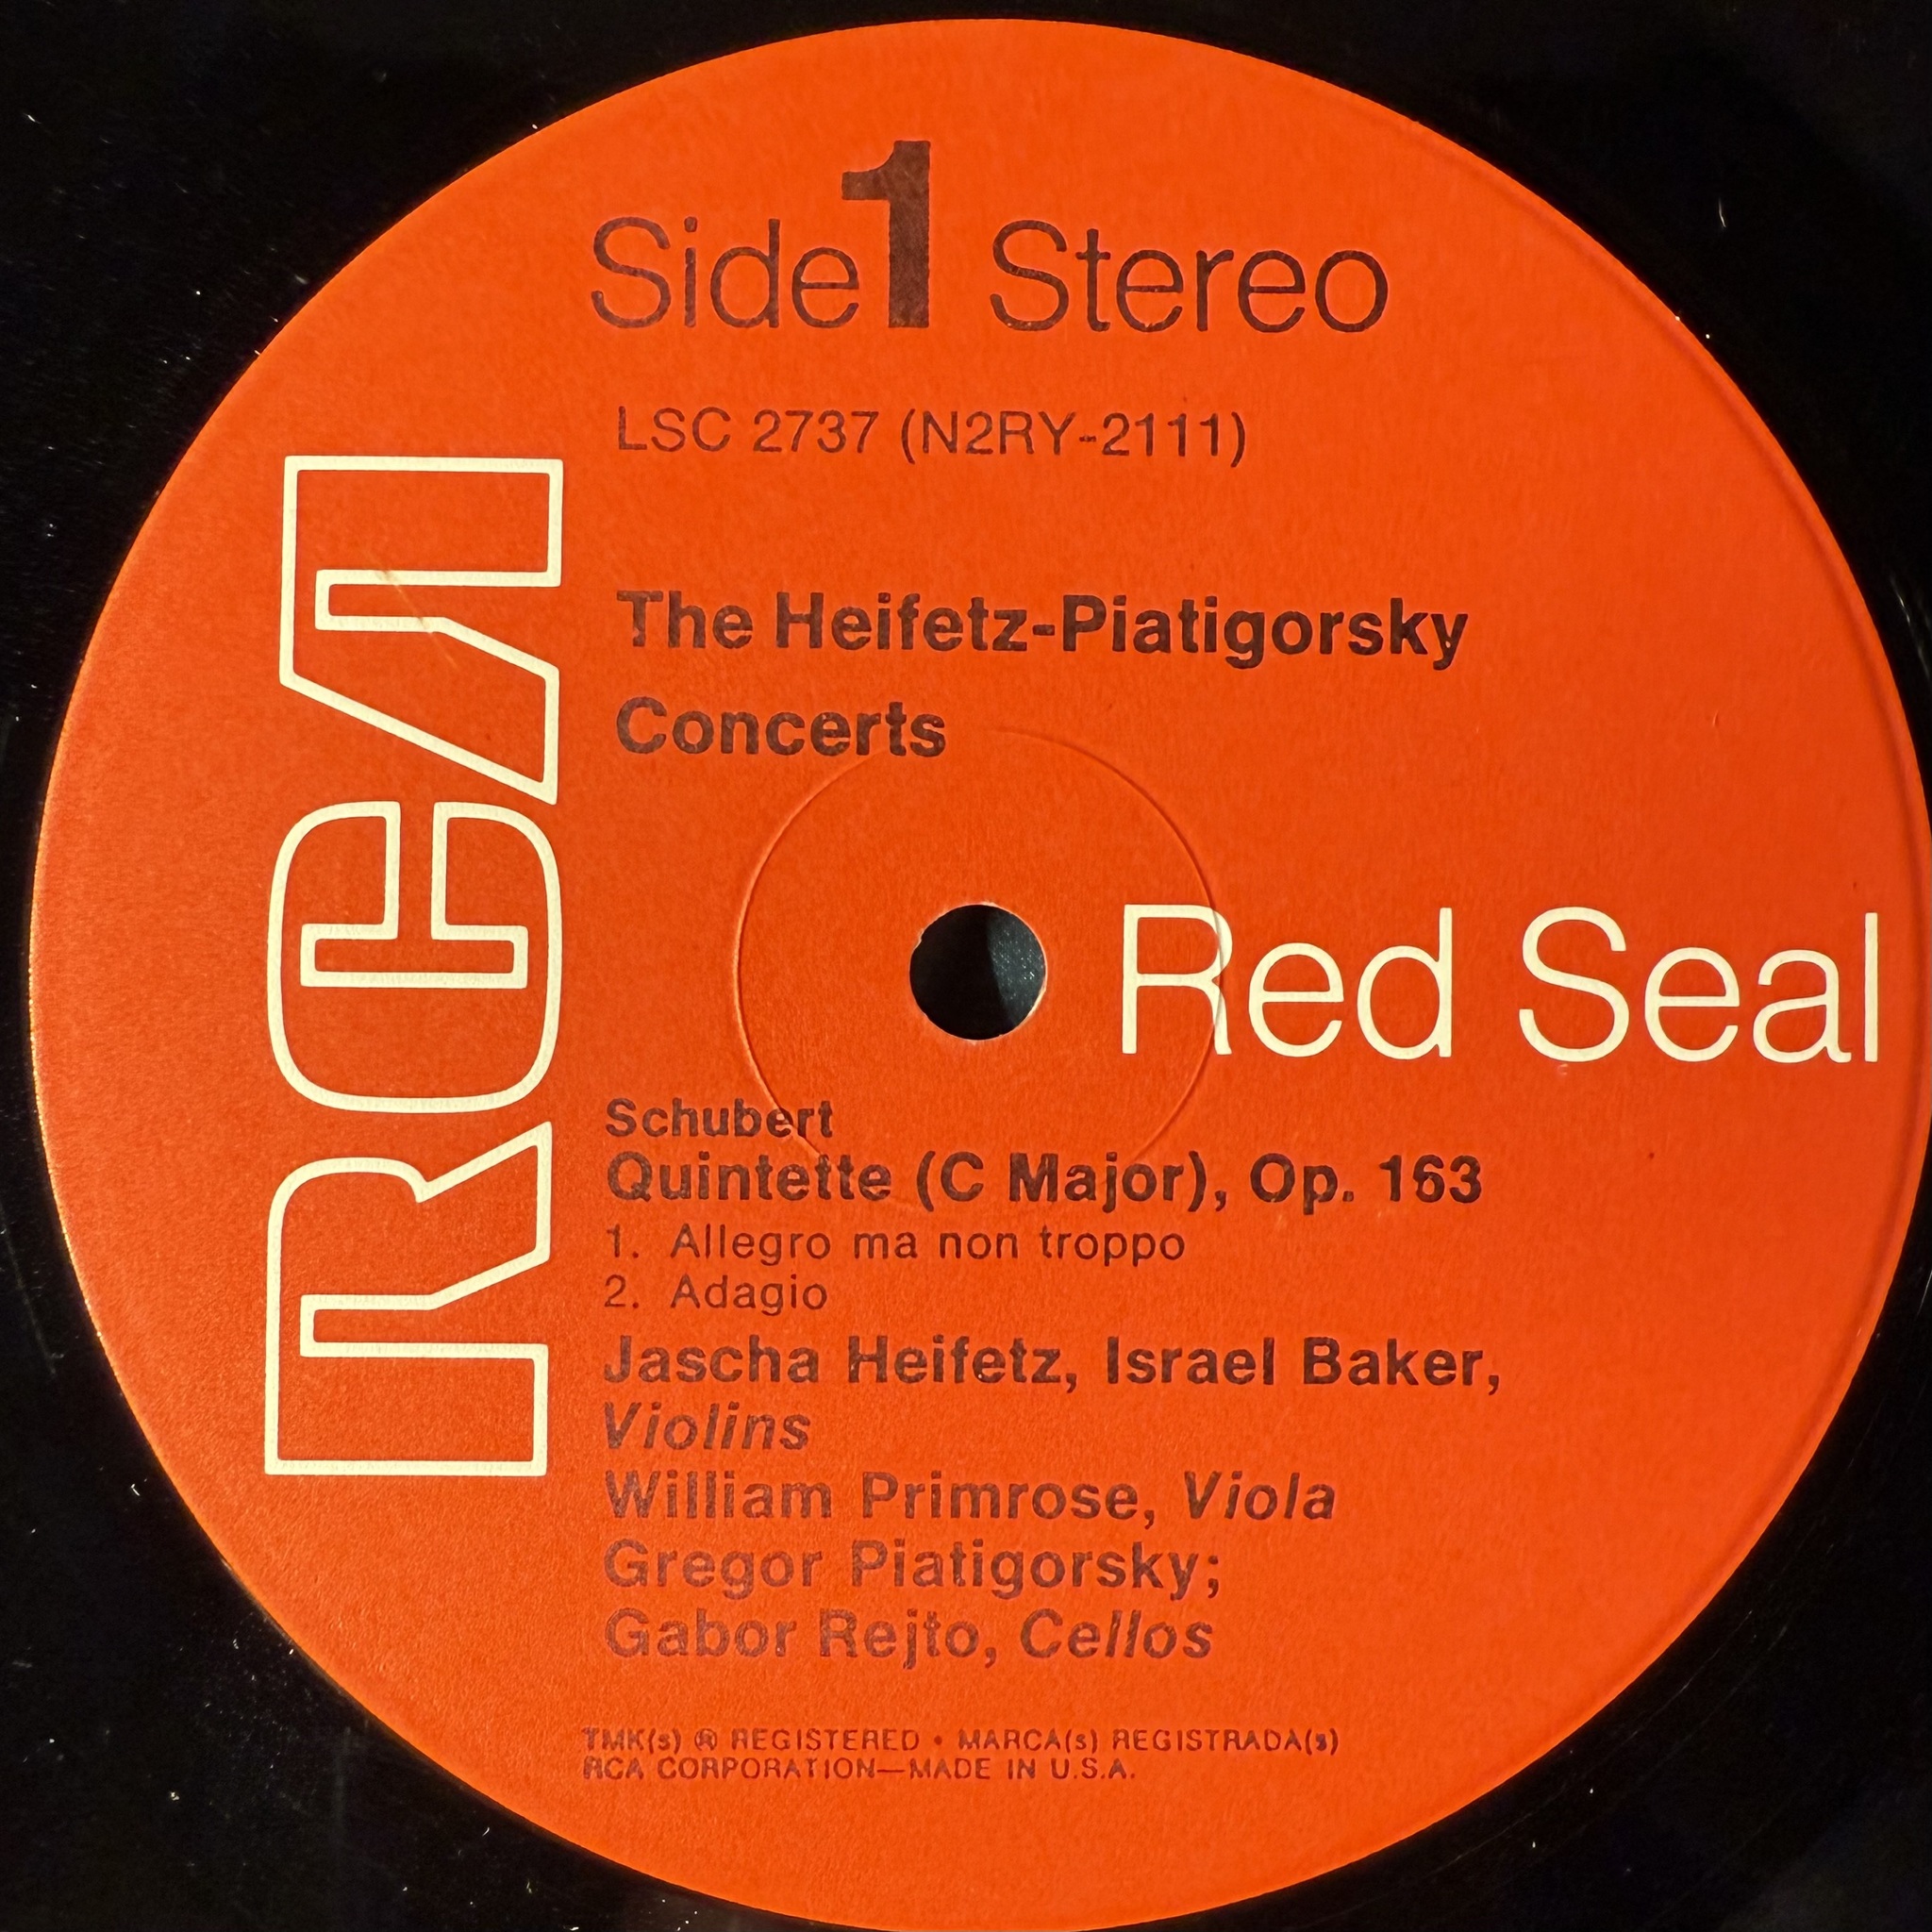 Side 1 Stereo
LSC 2737 (N2RY-2111)
The Heifetz-Piatigorsky
Concerts
RCA
Red Seal
Schubert
Quintette (C Major), Op. 163
1. Allegro ma non troppo
2. Adagio
Jascha Heifetz, Israel Baker,
Violins
William Primrose, Viola
Gregor Piatigorsky;
Gabor Rejto, Cellos
TMK(s) ® REGISTERED • MARCA(s) REGISTRADA(s)
RCA CORPORATION—MADE IN U.S.A.